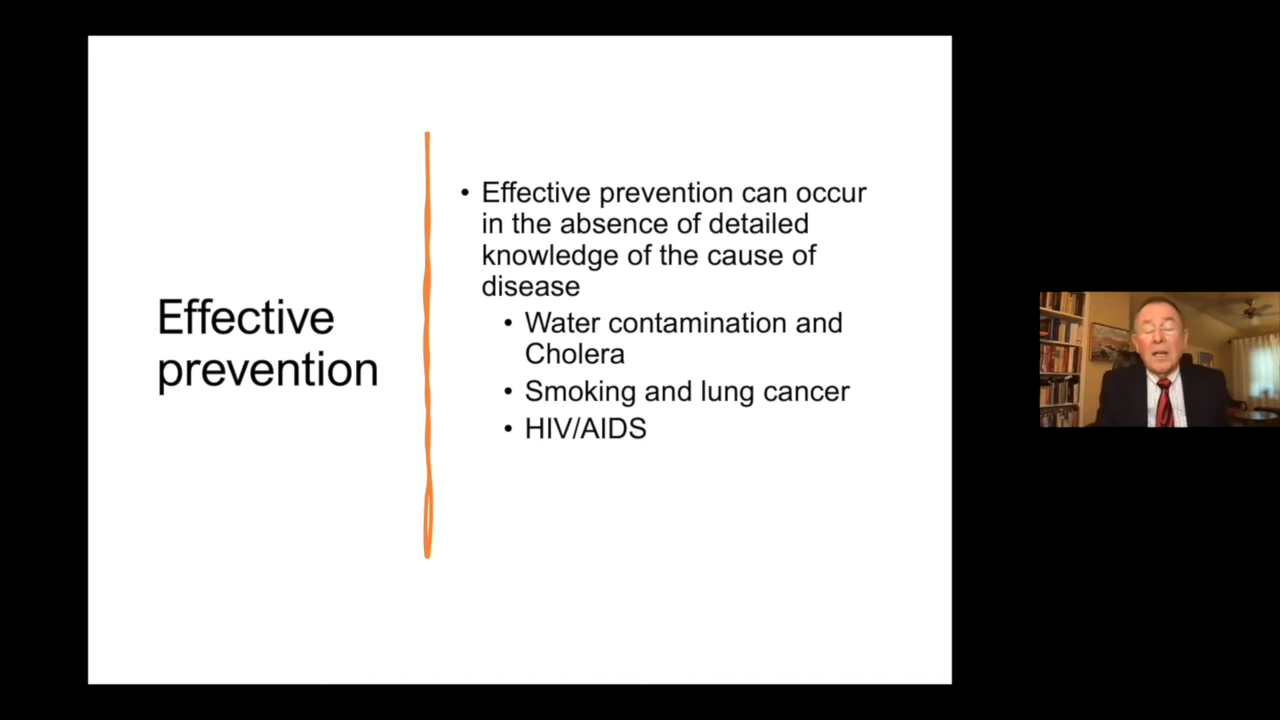 Effective
prevention
• Effective prevention can occur
in the absence of detailed
knowledge of the cause of
disease
• Water contamination and
Cholera
• Smoking and lung cancer
• HIV/AIDS